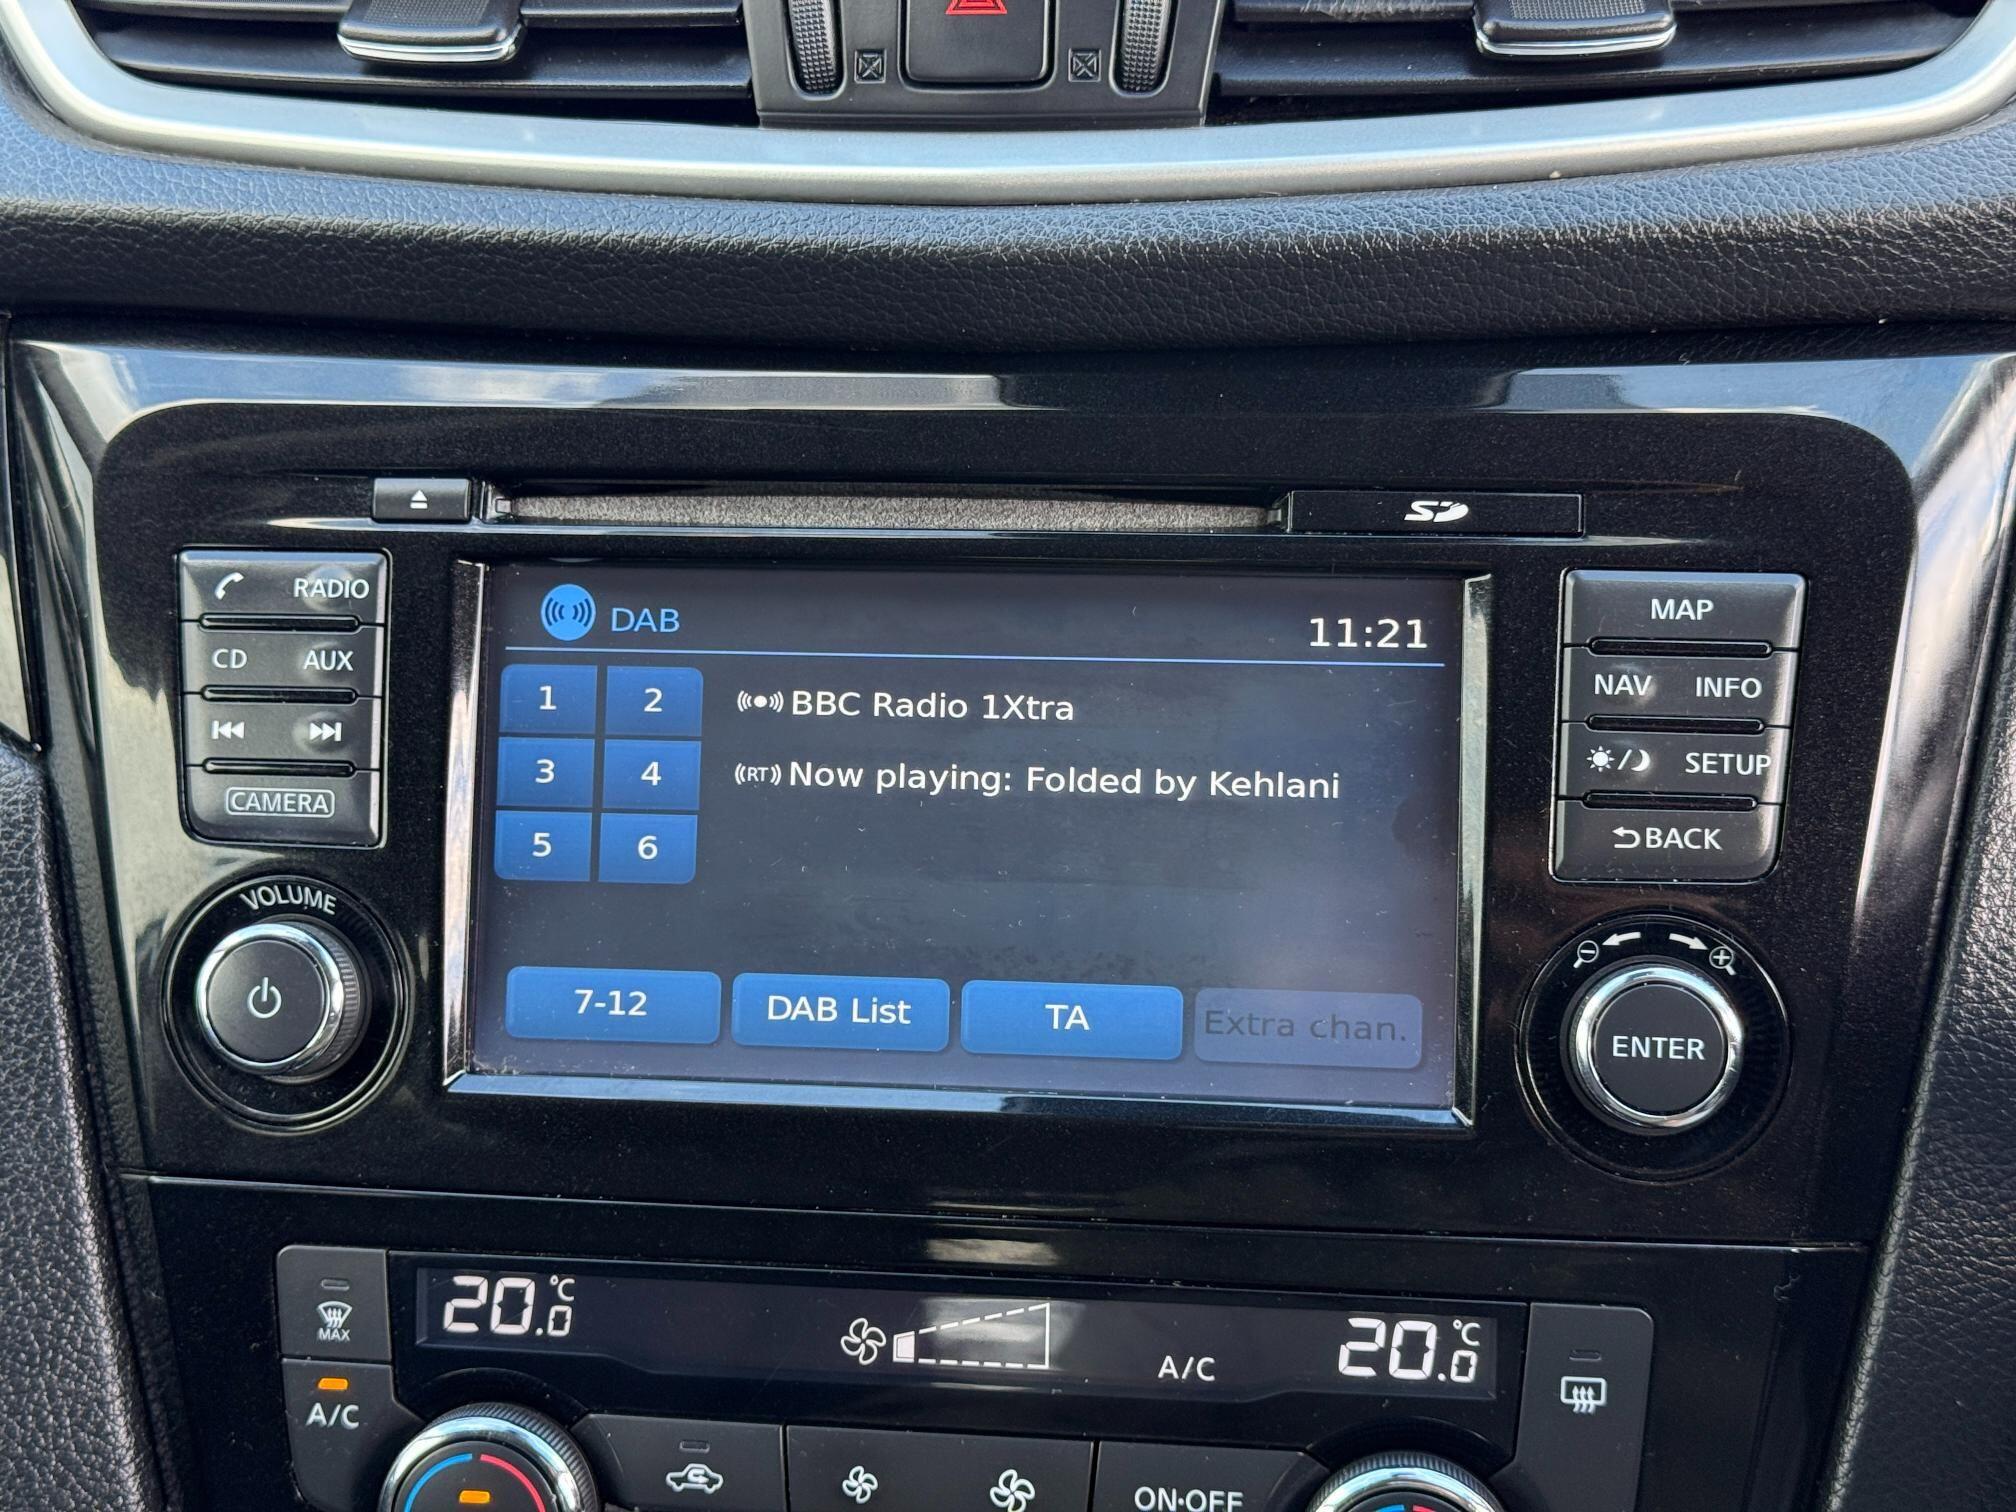 RADIO
CD AUX
CAMERA
VOLUME
SD
DAB
11:21
1 2
BBC Radio 1Xtra
3 4
(RT) Now playing: Folded by Kehlani
5 6
7-12
DAB List
TA
Extra chan.
MAP
NAV INFO
SETUP
BACK
ENTER
MAX
20.0 °C
A/C
20.0 °C
A/C
ON·OFF